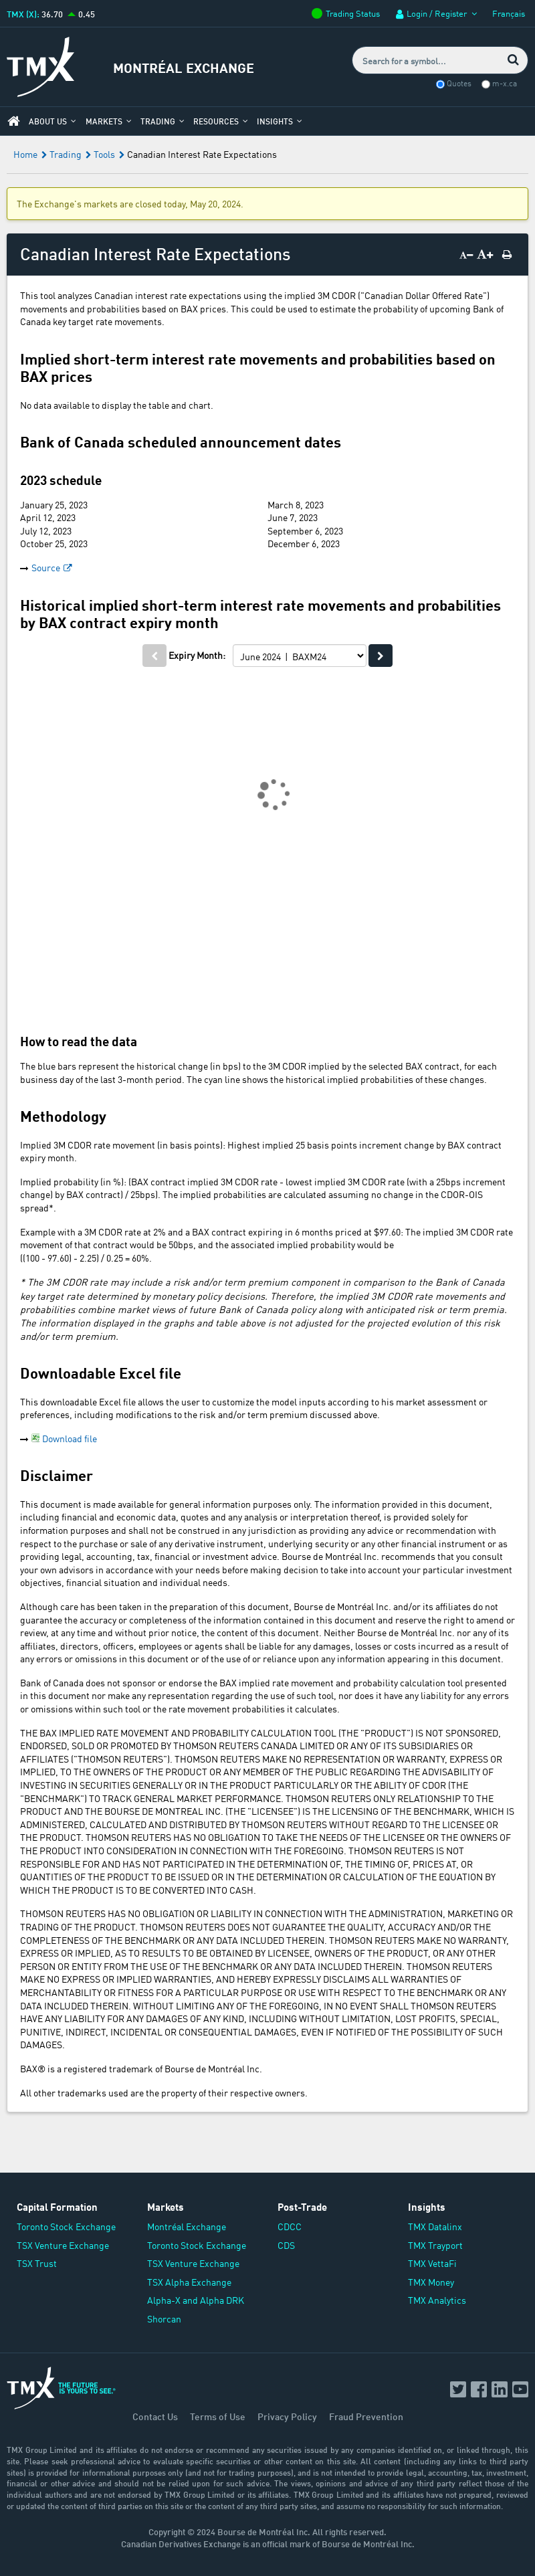 TMX (X): 36.70 0.45
Trading Status
Login / Register
Français
TMX
MONTRÉAL EXCHANGE
Search for a symbol...
Quotes
m-x.ca
ABOUT US
MARKETS
TRADING
RESOURCES
INSIGHTS
Home Trading Tools Canadian Interest Rate Expectations
The Exchange's markets are closed today, May 20, 2024.
Canadian Interest Rate Expectations
A− A+
This tool analyzes Canadian interest rate expectations using the implied 3M CDOR ("Canadian Dollar Offered Rate")
movements and probabilities based on BAX prices. This could be used to estimate the probability of upcoming Bank of
Canada key target rate movements.
Implied short-term interest rate movements and probabilities based on
BAX prices
No data available to display the table and chart.
Bank of Canada scheduled announcement dates
2023 schedule
January 25, 2023
April 12, 2023
July 12, 2023
October 25, 2023
March 8, 2023
June 7, 2023
September 6, 2023
December 6, 2023
Source
Historical implied short-term interest rate movements and probabilities
by BAX contract expiry month
Expiry Month: June 2024 | BAXM24
How to read the data
The blue bars represent the historical change (in bps) to the 3M CDOR implied by the selected BAX contract, for each
business day of the last 3-month period. The cyan line shows the historical implied probabilities of these changes.
Methodology
Implied 3M CDOR rate movement (in basis points): Highest implied 25 basis points increment change by BAX contract
expiry month.
Implied probability (in %): (BAX contract implied 3M CDOR rate - lowest implied 3M CDOR rate (with a 25bps increment
change) by BAX contract) / 25bps). The implied probabilities are calculated assuming no change in the CDOR-OIS
spread*.
Example with a 3M CDOR rate at 2% and a BAX contract expiring in 6 months priced at $97.60: The implied 3M CDOR rate
movement of that contract would be 50bps, and the associated implied probability would be
((100 - 97.60) - 2.25) / 0.25 = 60%.
* The 3M CDOR rate may include a risk and/or term premium component in comparison to the Bank of Canada
key target rate determined by monetary policy decisions. Therefore, the implied 3M CDOR rate movements and
probabilities combine market views of future Bank of Canada policy along with anticipated risk or term premia.
The information displayed in the graphs and table above is not adjusted for the projected evolution of this risk
and/or term premium.
Downloadable Excel file
This downloadable Excel file allows the user to customize the model inputs according to his market assessment or
preferences, including modifications to the risk and/or term premium discussed above.
Download file
Disclaimer
This document is made available for general information purposes only. The information provided in this document,
including financial and economic data, quotes and any analysis or interpretation thereof, is provided solely for
information purposes and shall not be construed in any jurisdiction as providing any advice or recommendation with
respect to the purchase or sale of any derivative instrument, underlying security or any other financial instrument or as
providing legal, accounting, tax, financial or investment advice. Bourse de Montréal Inc. recommends that you consult
your own advisors in accordance with your needs before making decision to take into account your particular investment
objectives, financial situation and individual needs.
Although care has been taken in the preparation of this document, Bourse de Montréal Inc. and/or its affiliates do not
guarantee the accuracy or completeness of the information contained in this document and reserve the right to amend or
review, at any time and without prior notice, the content of this document. Neither Bourse de Montréal Inc. nor any of its
affiliates, directors, officers, employees or agents shall be liable for any damages, losses or costs incurred as a result of
any errors or omissions in this document or of the use of or reliance upon any information appearing in this document.
Bank of Canada does not sponsor or endorse the BAX implied rate movement and probability calculation tool presented
in this document nor make any representation regarding the use of such tool, nor does it have any liability for any errors
or omissions within such tool or the rate movement probabilities it calculates.
THE BAX IMPLIED RATE MOVEMENT AND PROBABILITY CALCULATION TOOL (THE "PRODUCT") IS NOT SPONSORED,
ENDORSED, SOLD OR PROMOTED BY THOMSON REUTERS CANADA LIMITED OR ANY OF ITS SUBSIDIARIES OR
AFFILIATES ("THOMSON REUTERS"). THOMSON REUTERS MAKE NO REPRESENTATION OR WARRANTY, EXPRESS OR
IMPLIED, TO THE OWNERS OF THE PRODUCT OR ANY MEMBER OF THE PUBLIC REGARDING THE ADVISABILITY OF
INVESTING IN SECURITIES GENERALLY OR IN THE PRODUCT PARTICULARLY OR THE ABILITY OF CDOR (THE
"BENCHMARK") TO TRACK GENERAL MARKET PERFORMANCE. THOMSON REUTERS ONLY RELATIONSHIP TO THE
PRODUCT AND THE BOURSE DE MONTREAL INC. (THE "LICENSEE") IS THE LICENSING OF THE BENCHMARK, WHICH IS
ADMINISTERED, CALCULATED AND DISTRIBUTED BY THOMSON REUTERS WITHOUT REGARD TO THE LICENSEE OR
THE PRODUCT. THOMSON REUTERS HAS NO OBLIGATION TO TAKE THE NEEDS OF THE LICENSEE OR THE OWNERS OF
THE PRODUCT INTO CONSIDERATION IN CONNECTION WITH THE FOREGOING. THOMSON REUTERS IS NOT
RESPONSIBLE FOR AND HAS NOT PARTICIPATED IN THE DETERMINATION OF, THE TIMING OF, PRICES AT, OR
QUANTITIES OF THE PRODUCT TO BE ISSUED OR IN THE DETERMINATION OR CALCULATION OF THE EQUATION BY
WHICH THE PRODUCT IS TO BE CONVERTED INTO CASH.
THOMSON REUTERS HAS NO OBLIGATION OR LIABILITY IN CONNECTION WITH THE ADMINISTRATION, MARKETING OR
TRADING OF THE PRODUCT. THOMSON REUTERS DOES NOT GUARANTEE THE QUALITY, ACCURACY AND/OR THE
COMPLETENESS OF THE BENCHMARK OR ANY DATA INCLUDED THEREIN. THOMSON REUTERS MAKE NO WARRANTY,
EXPRESS OR IMPLIED, AS TO RESULTS TO BE OBTAINED BY LICENSEE, OWNERS OF THE PRODUCT, OR ANY OTHER
PERSON OR ENTITY FROM THE USE OF THE BENCHMARK OR ANY DATA INCLUDED THEREIN. THOMSON REUTERS
MAKE NO EXPRESS OR IMPLIED WARRANTIES, AND HEREBY EXPRESSLY DISCLAIMS ALL WARRANTIES OF
MERCHANTABILITY OR FITNESS FOR A PARTICULAR PURPOSE OR USE WITH RESPECT TO THE BENCHMARK OR ANY
DATA INCLUDED THEREIN. WITHOUT LIMITING ANY OF THE FOREGOING, IN NO EVENT SHALL THOMSON REUTERS
HAVE ANY LIABILITY FOR ANY DAMAGES OF ANY KIND, INCLUDING WITHOUT LIMITATION, LOST PROFITS, SPECIAL,
PUNITIVE, INDIRECT, INCIDENTAL OR CONSEQUENTIAL DAMAGES, EVEN IF NOTIFIED OF THE POSSIBILITY OF SUCH
DAMAGES.
BAX® is a registered trademark of Bourse de Montréal Inc.
All other trademarks used are the property of their respective owners.
Capital Formation
Toronto Stock Exchange
TSX Venture Exchange
TSX Trust
Markets
Montréal Exchange
Toronto Stock Exchange
TSX Venture Exchange
TSX Alpha Exchange
Alpha-X and Alpha DRK
Shorcan
Post-Trade
CDCC
CDS
Insights
TMX Datalinx
TMX Trayport
TMX VettaFi
TMX Money
TMX Analytics
TMX
THE FUTURE
IS YOURS TO SEE.®
Contact Us
Terms of Use
Privacy Policy
Fraud Prevention
TMX Group Limited and its affiliates do not endorse or recommend any securities issued by any companies identified on, or linked through, this
site. Please seek professional advice to evaluate specific securities or other content on this site. All content (including any links to third party
sites) is provided for informational purposes only (and not for trading purposes), and is not intended to provide legal, accounting, tax, investment,
financial or other advice and should not be relied upon for such advice. The views, opinions and advice of any third party reflect those of the
individual authors and are not endorsed by TMX Group Limited or its affiliates. TMX Group Limited and its affiliates have not prepared, reviewed
or updated the content of third parties on this site or the content of any third party sites, and assume no responsibility for such information.
Copyright © 2024 Bourse de Montréal Inc. All rights reserved.
Canadian Derivatives Exchange is an official mark of Bourse de Montréal Inc.